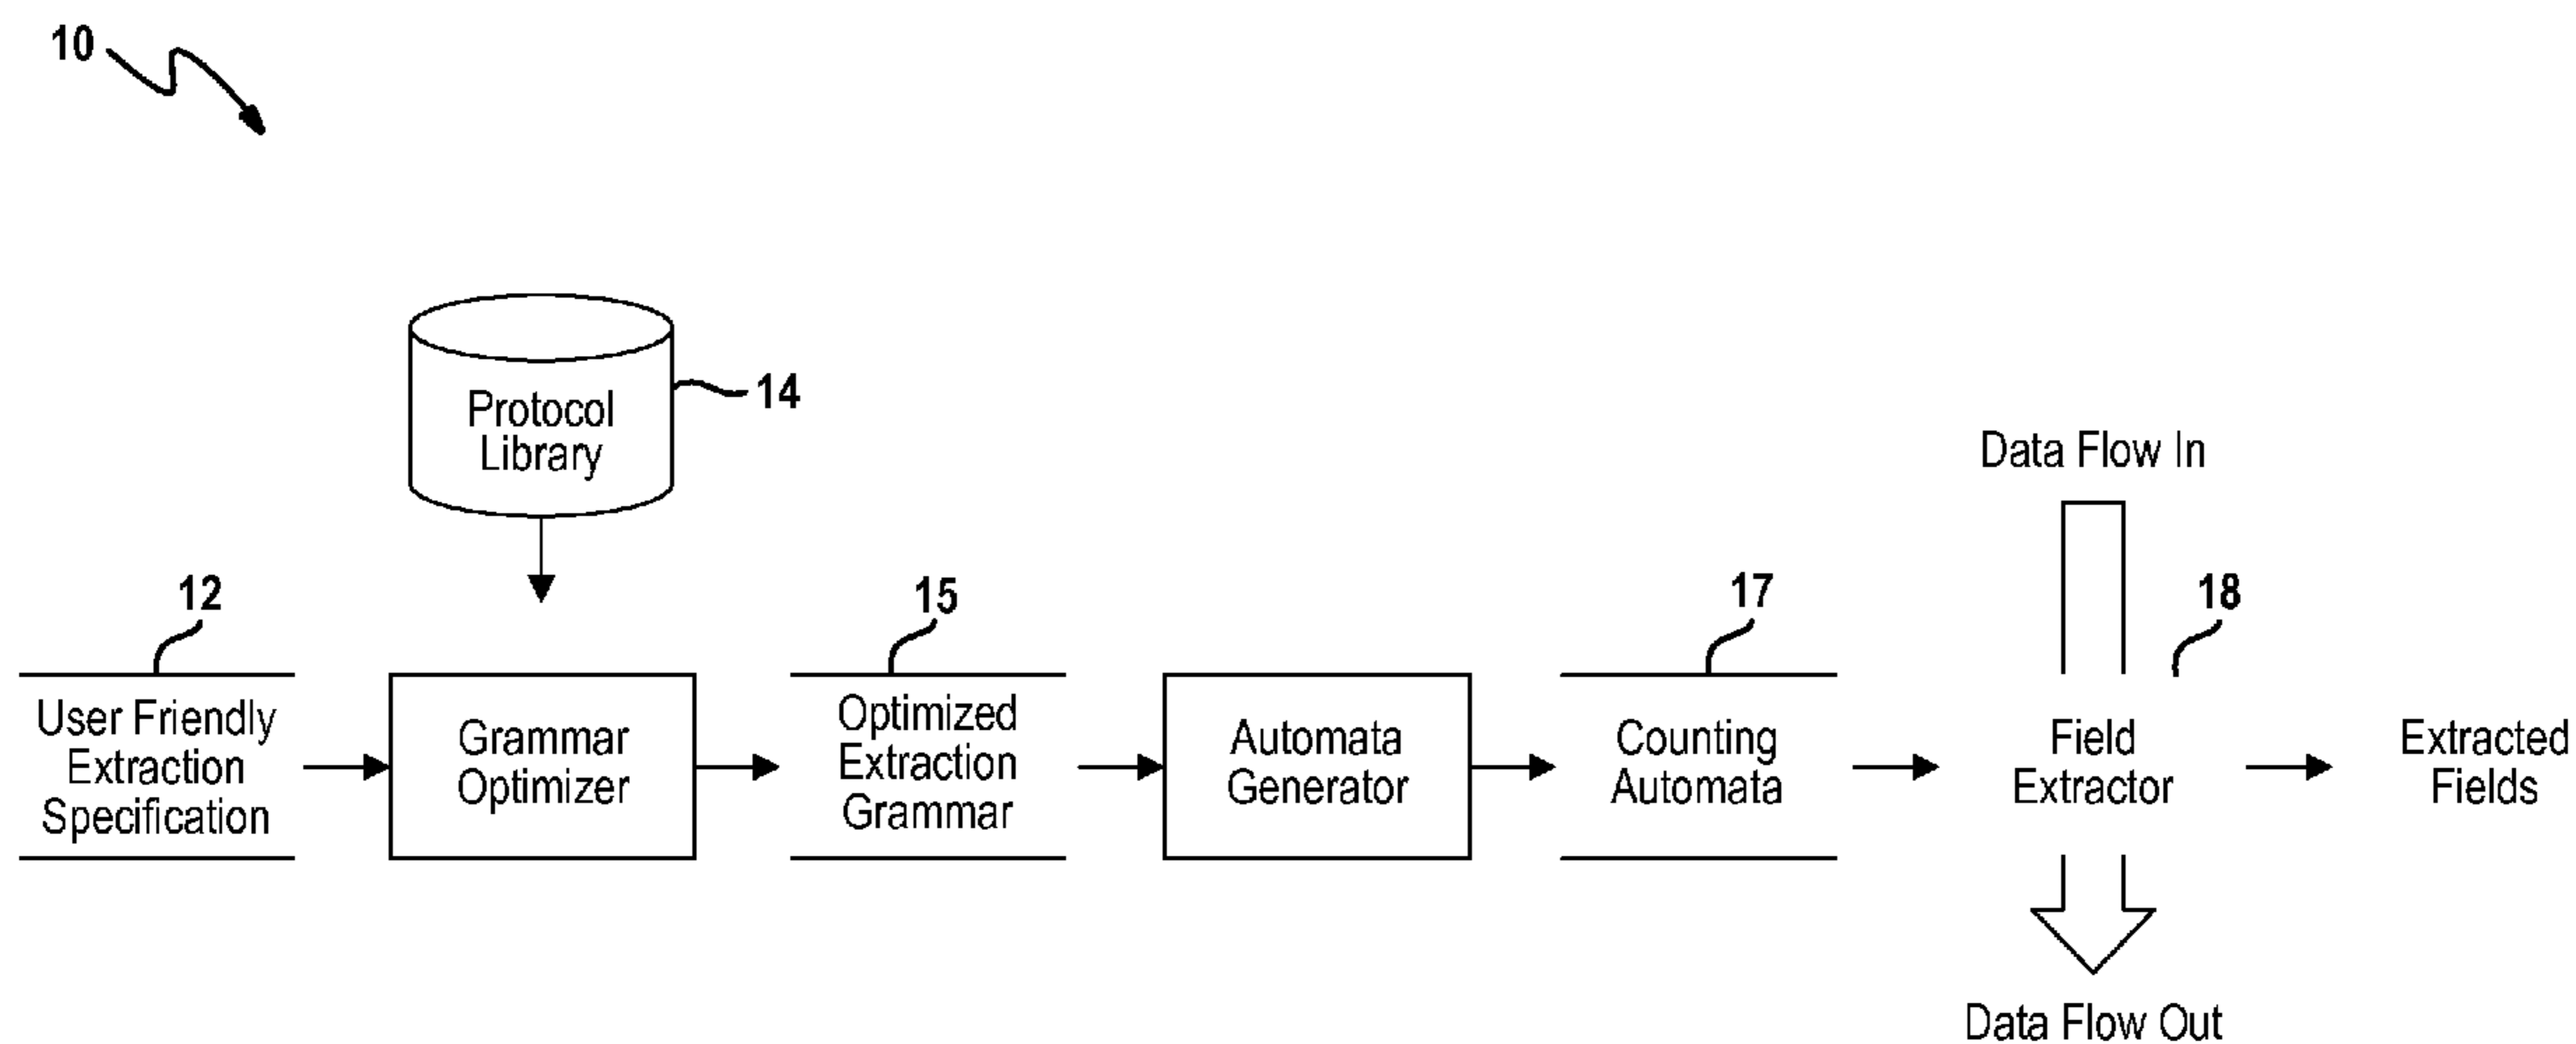 10
Protocol
Library
14
Data Flow In
12
15
17
18
User Friendly
Extraction
Specification
Grammar
Optimizer
Optimized
Extraction
Grammar
Automata
Generator
Counting
Automata
Field
Extractor
Extracted
Fields
Data Flow Out